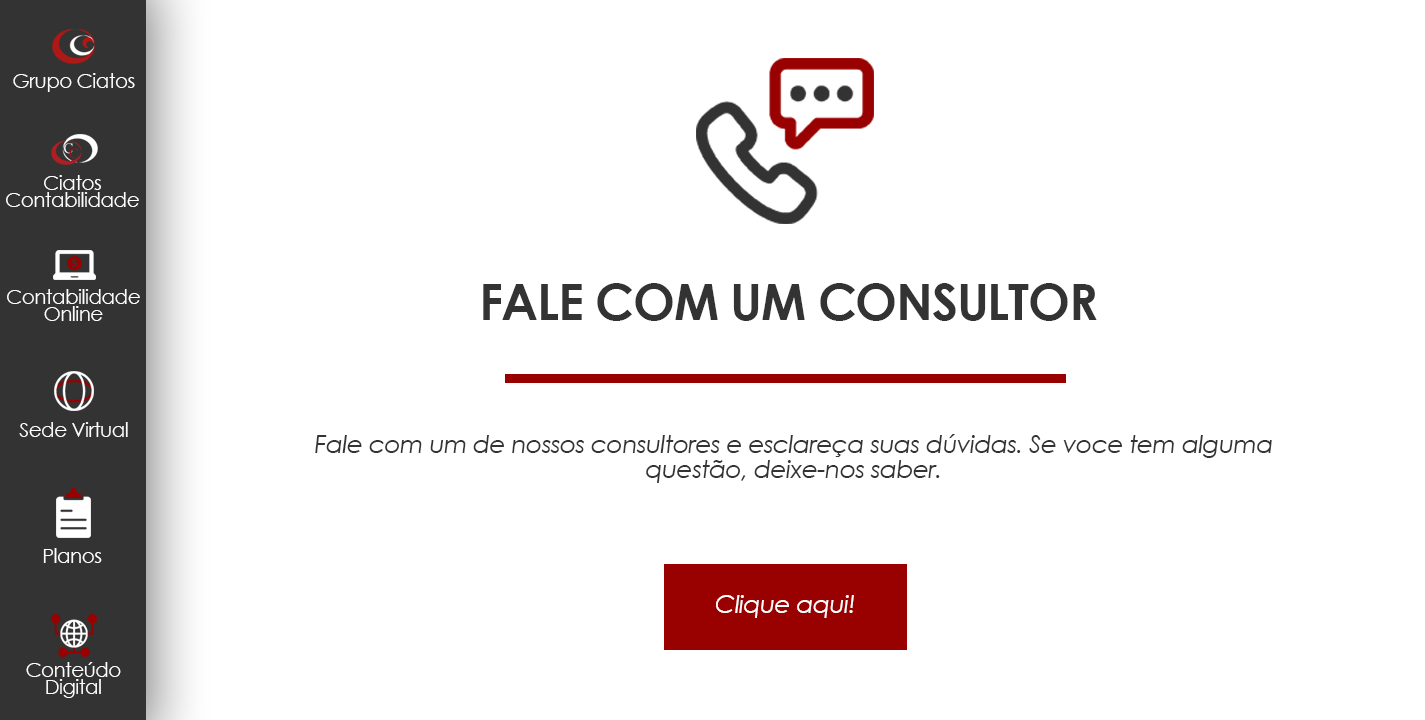 Grupo Ciatos
Ciatos
Contabilidade
Contabilidade
Online
Sede Virtual
Planos
Conteúdo
Digital
FALE COM UM CONSULTOR
Fale com um de nossos consultores e esclareça suas dúvidas. Se voce tem alguma
questão, deixe-nos saber.
Clique aqui!